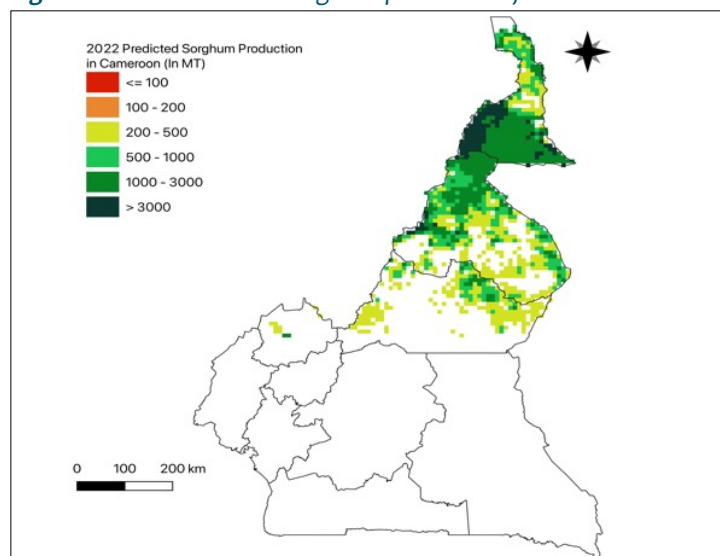 2022 Predicted Sorghum Production
in Cameroon (In MT)
<= 100
100 - 200
200 - 500
500 - 1000
1000 - 3000
> 3000
0 100 200 km